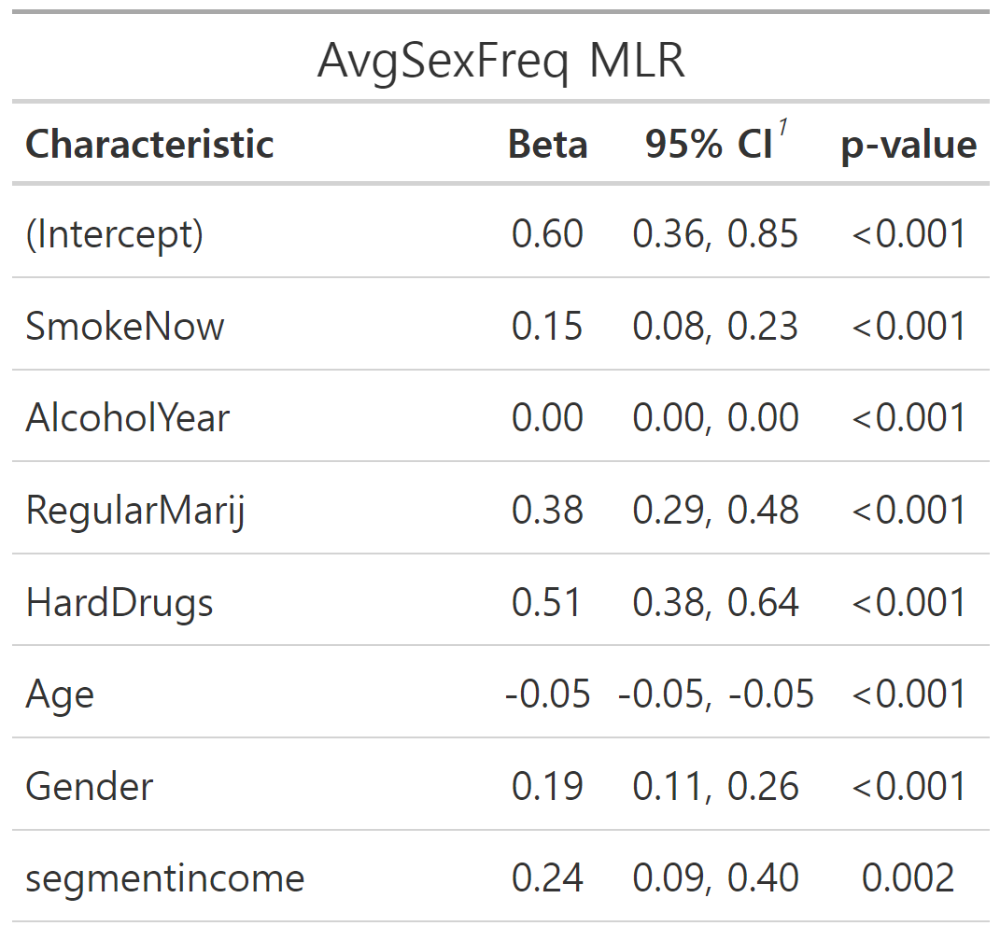 AvgSexFreq MLR
Characteristic Beta 95% CI1 p-value
(Intercept) 0.60 0.36, 0.85 <0.001
SmokeNow 0.15 0.08, 0.23 <0.001
AlcoholYear 0.00 0.00, 0.00 <0.001
RegularMarij 0.38 0.29, 0.48 <0.001
HardDrugs 0.51 0.38, 0.64 <0.001
Age -0.05 -0.05, -0.05 <0.001
Gender 0.19 0.11, 0.26 <0.001
segmentincome 0.24 0.09, 0.40 0.002